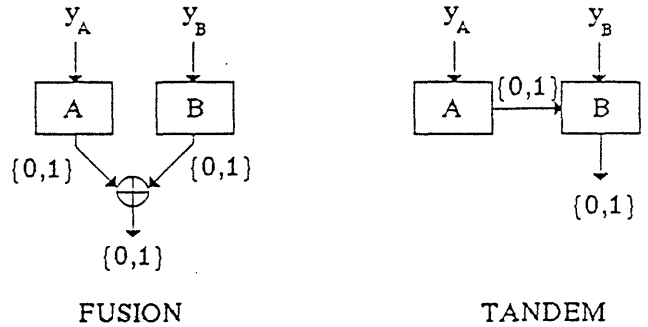 y_A y_B y_A y_B
A B A {0,1} B
{0,1} {0,1}
{0,1}
{0,1}
FUSION TANDEM